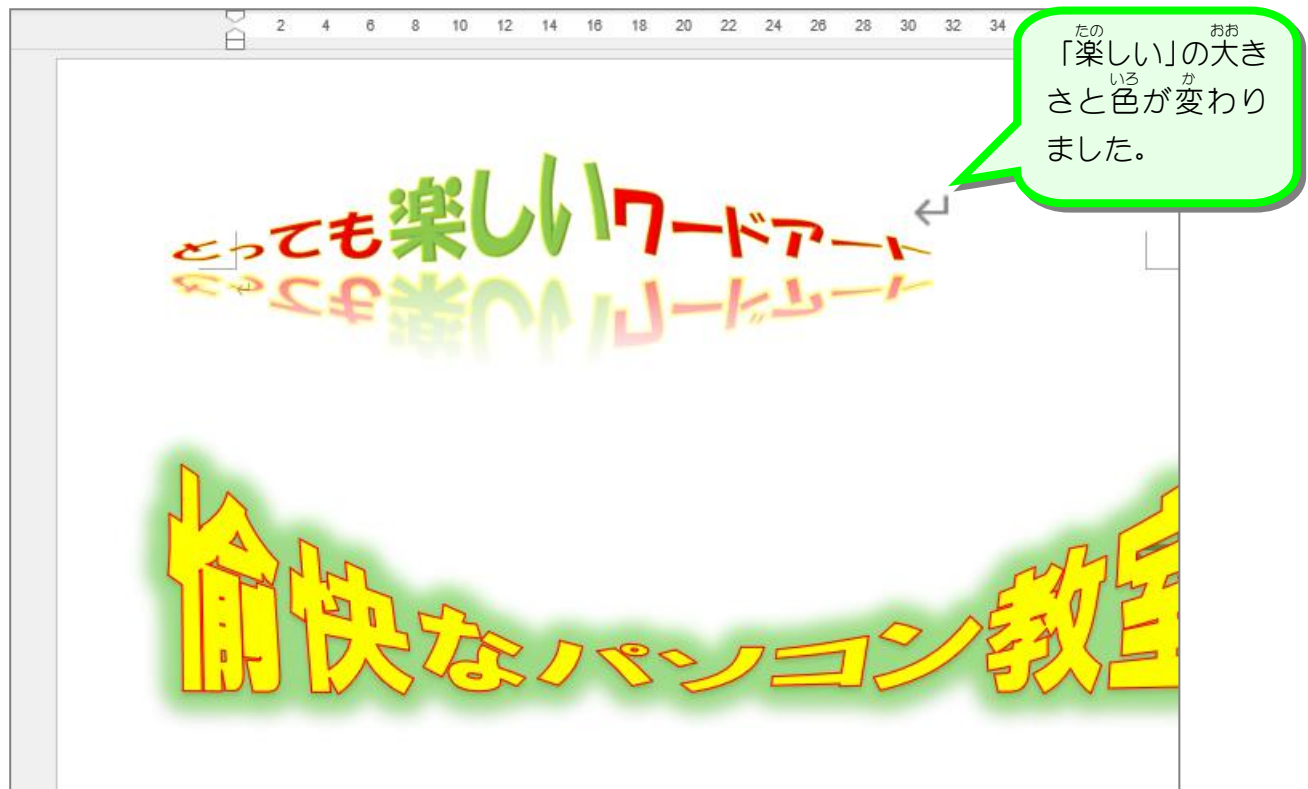 2 4 6 8 10 12 14 16 18 20 22 24 26 28 30 32 34
「楽しい」の大き
さと色が変わり
ました。
たの おお
いろ か
とっても楽しいワードアート
愉快なパソコン教室